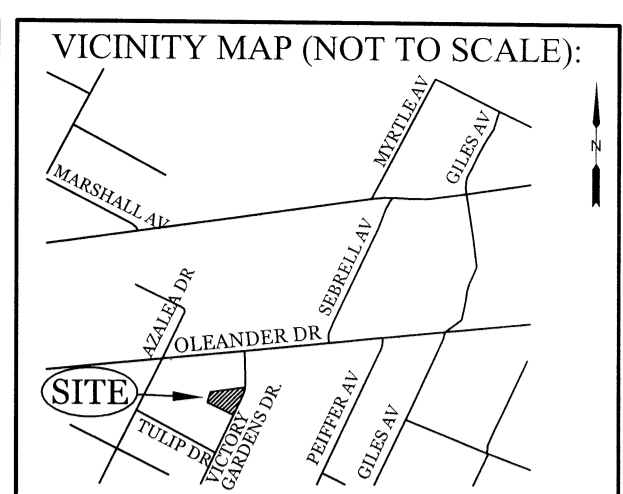 VICINITY MAP (NOT TO SCALE):
MYRTLE AV
GILES AV
N
MARSHALL AV
SEBRELL AV
AZALEA DR
OLEANDER DR
SITE
VICTORY
GARDENS DR.
TULIP DR
PEIFFER AV
GILES AV